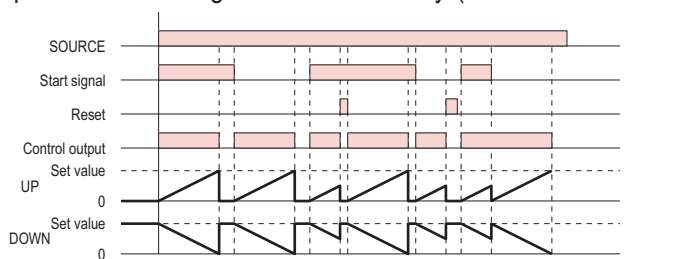 SOURCE
Start signal
Reset
Control output
Set value
UP
0
Set value
DOWN
0